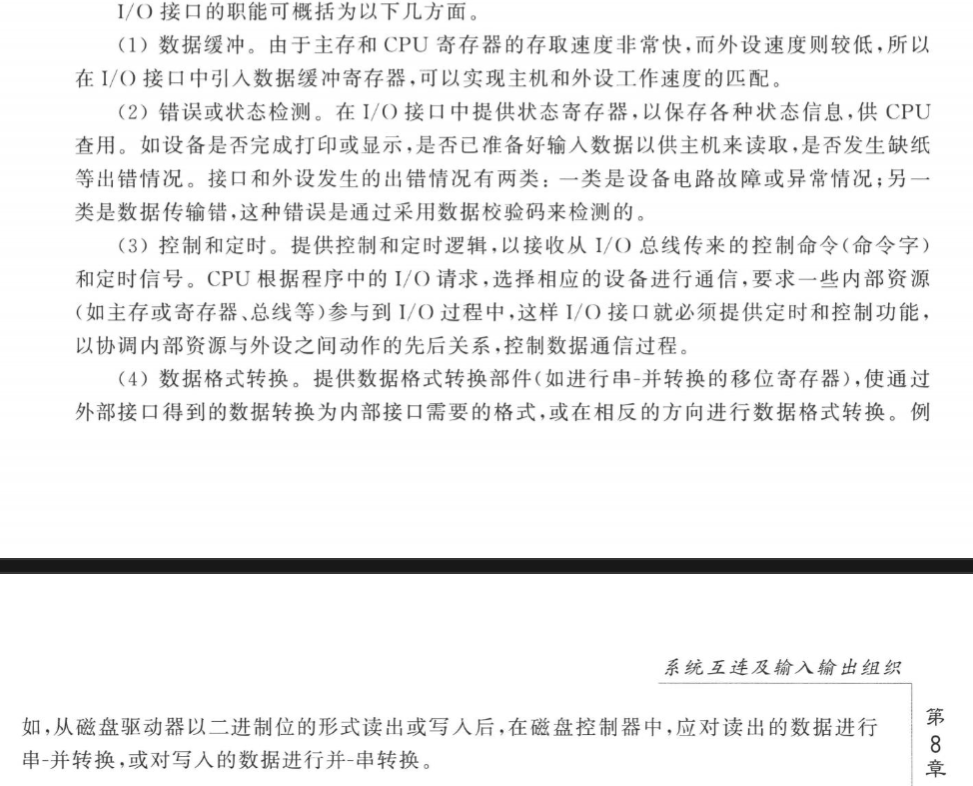 I/O 接口的职能可概括为以下几方面。
（1）数据缓冲。由于主存和 CPU 寄存器的存取速度非常快，而外设速度则较低，所以
在 I/O 接口中引入数据缓冲寄存器，可以实现主机和外设工作速度的匹配。
（2）错误或状态检测。在 I/O 接口中提供状态寄存器，以保存各种状态信息，供 CPU
查用。如设备是否完成打印或显示，是否已准备好输入数据以供主机来读取，是否发生缺纸
等出错情况。接口和外设发生的出错情况有两类：一类是设备电路故障或异常情况；另一
类是数据传输错，这种错误是通过采用数据校验码来检测的。
（3）控制和定时。提供控制和定时逻辑，以接收从 I/O 总线传来的控制命令（命令字）
和定时信号。CPU 根据程序中的 I/O 请求，选择相应的设备进行通信，要求一些内部资源
（如主存或寄存器、总线等）参与到 I/O 过程中，这样 I/O 接口就必须提供定时和控制功能，
以协调内部资源与外设之间动作的先后关系，控制数据通信过程。
（4）数据格式转换。提供数据格式转换部件（如进行串-并转换的移位寄存器），使通过
外部接口得到的数据转换为内部接口需要的格式，或在相反的方向进行数据格式转换。例
系统互连及输入输出组织
第8章
如，从磁盘驱动器以二进制位的形式读出或写入后，在磁盘控制器中，应对读出的数据进行
串-并转换，或对写入的数据进行并-串转换。